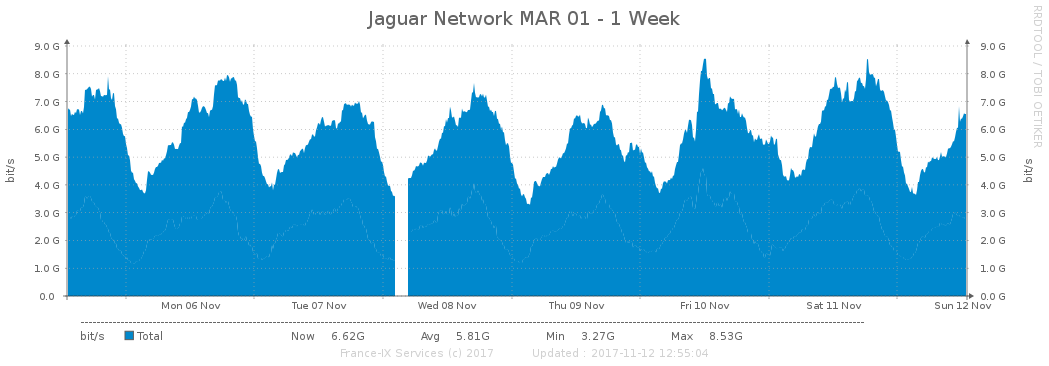 Jaguar Network MAR 01 - 1 Week
RRDTOOL / TOBI OETIKER
bit/s
9.0 G
8.0 G
7.0 G
6.0 G
5.0 G
4.0 G
3.0 G
2.0 G
1.0 G
0.0
9.0 G
8.0 G
7.0 G
6.0 G
5.0 G
4.0 G
3.0 G
2.0 G
1.0 G
0.0 G
bit/s
Mon 06 Nov Tue 07 Nov Wed 08 Nov Thu 09 Nov Fri 10 Nov Sat 11 Nov Sun 12 Nov
bit/s Total Now 6.62G Avg 5.81G Min 3.27G Max 8.53G
France-IX Services (c) 2017 Updated : 2017-11-12 12:55:04